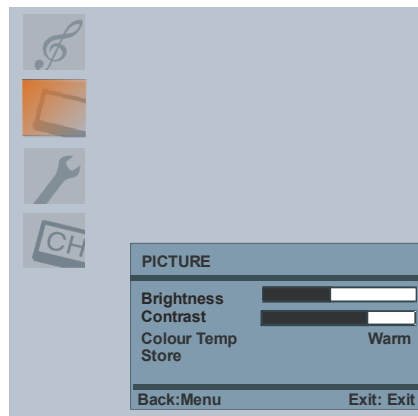 CH
PICTURE
Brightness
Contrast
Colour Temp Warm
Store
Back:Menu Exit: Exit